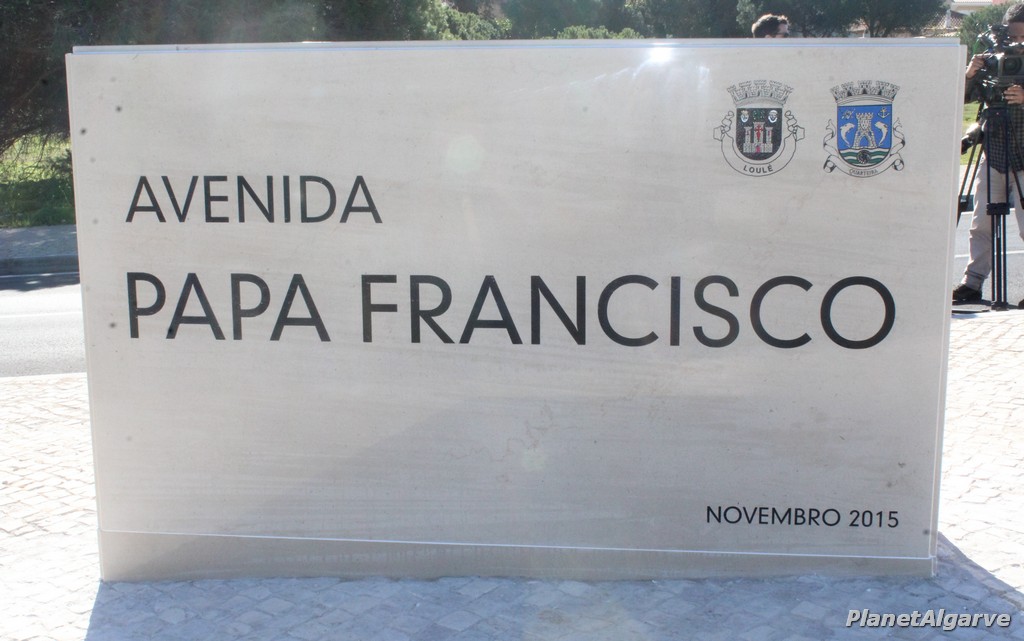 LOULÉ
QUARTEIRA
AVENIDA
PAPA FRANCISCO
NOVEMBRO 2015
PlanetAlgarve